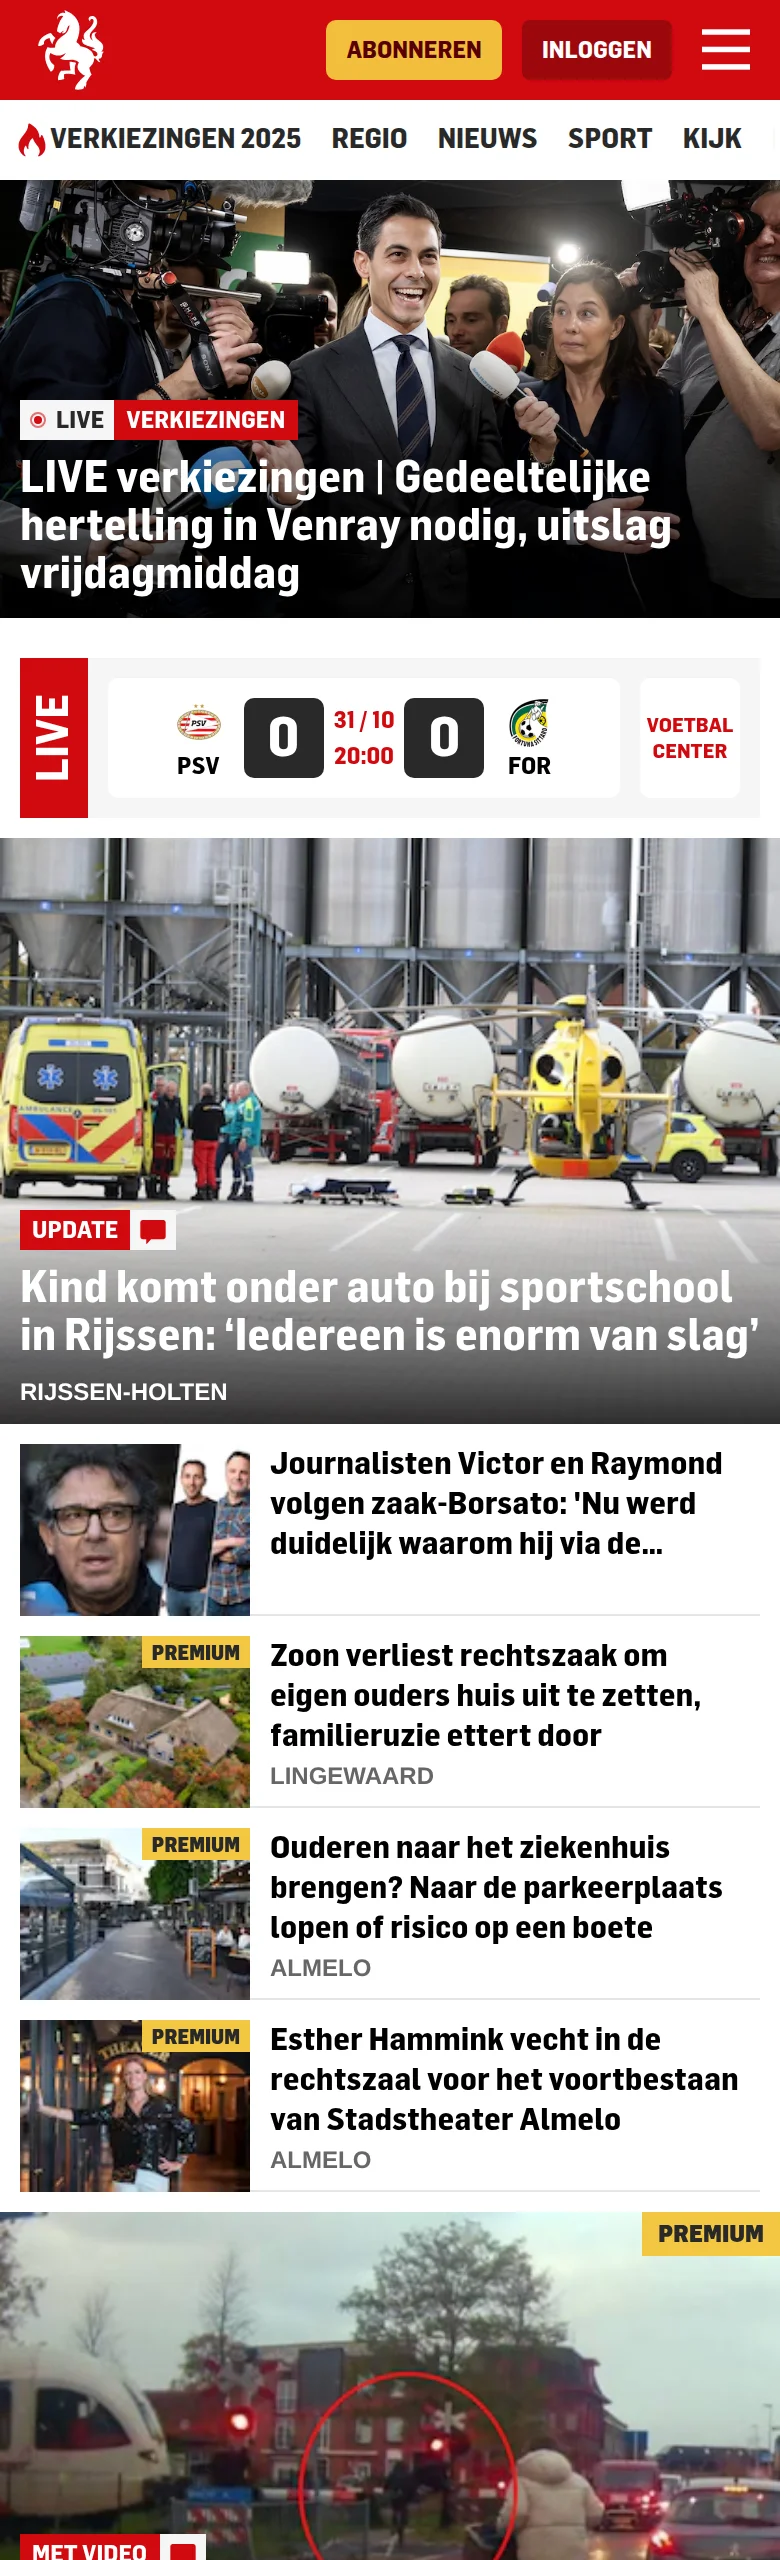 ABONNEREN
INLOGGEN
VERKIEZINGEN 2025
REGIO
NIEUWS
SPORT
KIJK
LIVE
VERKIEZINGEN
LIVE verkiezingen | Gedeeltelijke
hertelling in Venray nodig, uitslag
vrijdagmiddag
LIVE
PSV
PSV
0
31 / 10
20:00
0
FORTUNA SITTARD
FOR
VOETBAL
CENTER
AMBULANCE
UPDATE
Kind komt onder auto bij sportschool
in Rijssen: ‘Iedereen is enorm van slag’
RIJSSEN-HOLTEN
Journalisten Victor en Raymond
volgen zaak-Borsato: 'Nu werd
duidelijk waarom hij via de...
PREMIUM
Zoon verliest rechtszaak om
eigen ouders huis uit te zetten,
familieruzie ettert door
LINGEWAARD
PREMIUM
Ouderen naar het ziekenhuis
brengen? Naar de parkeerplaats
lopen of risico op een boete
ALMELO
PREMIUM
THEATER
Esther Hammink vecht in de
rechtszaal voor het voortbestaan
van Stadstheater Almelo
ALMELO
PREMIUM
MET VIDEO